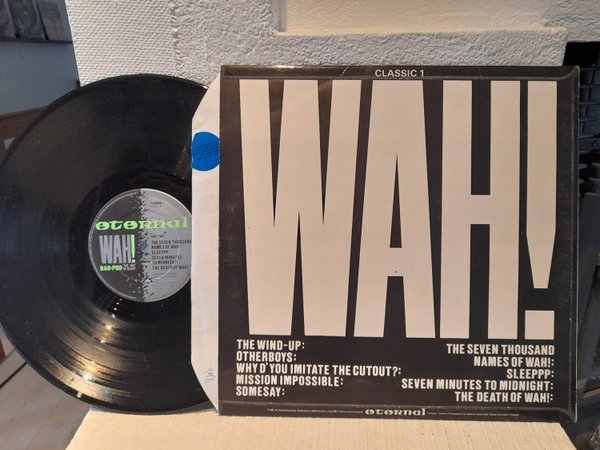 CLASSIC 1
WAH!
THE WIND-UP:
OTHERBOYS:
WHY D'YOU IMITATE THE CUTOUT?:
MISSION IMPOSSIBLE:
SOMESAY:
THE SEVEN THOUSAND
NAMES OF WAH!:
SLEEPPP:
SEVEN MINUTES TO MIDNIGHT:
THE DEATH OF WAH!:
eternal
eternal
WAH!
NAH-POO
THE SEVEN THOUSAND
NAMES OF WAH!
SLEEPPP
SEVEN MINUTES
TO MIDNIGHT
THE DEATH OF WAH!